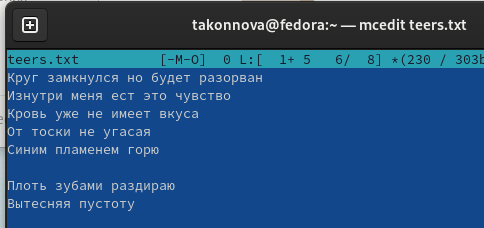 takonnova@fedora:~ — mcedit teers.txt
teers.txt [-M-O] 0 L:[ 1+ 5 6/ 8] *(230 / 303b
Круг замкнулся но будет разорван
Изнутри меня ест это чувство
Кровь уже не имеет вкуса
От тоски не угасая
Синим пламенем горю
Плоть зубами раздираю
Вытесняя пустоту